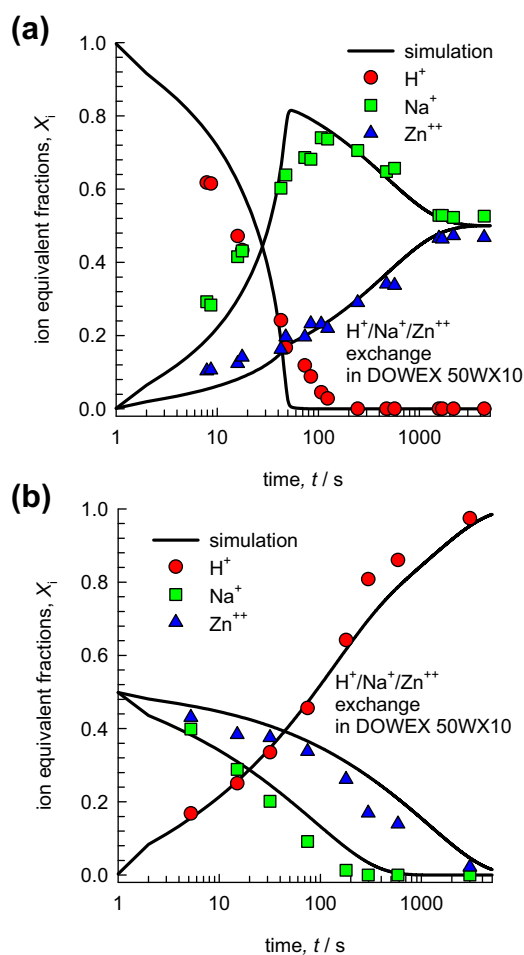 (a)
ion equivalent fractions, Xi
1.0
0.8
0.6
0.4
0.2
0.0
simulation
H+
Na+
Zn++
H+/Na+/Zn++
exchange
in DOWEX 50WX10
1 10 100 1000
time, t / s
(b)
ion equivalent fractions, Xi
1.0
0.8
0.6
0.4
0.2
0.0
simulation
H+
Na+
Zn++
H+/Na+/Zn++
exchange
in DOWEX 50WX10
1 10 100 1000
time, t / s